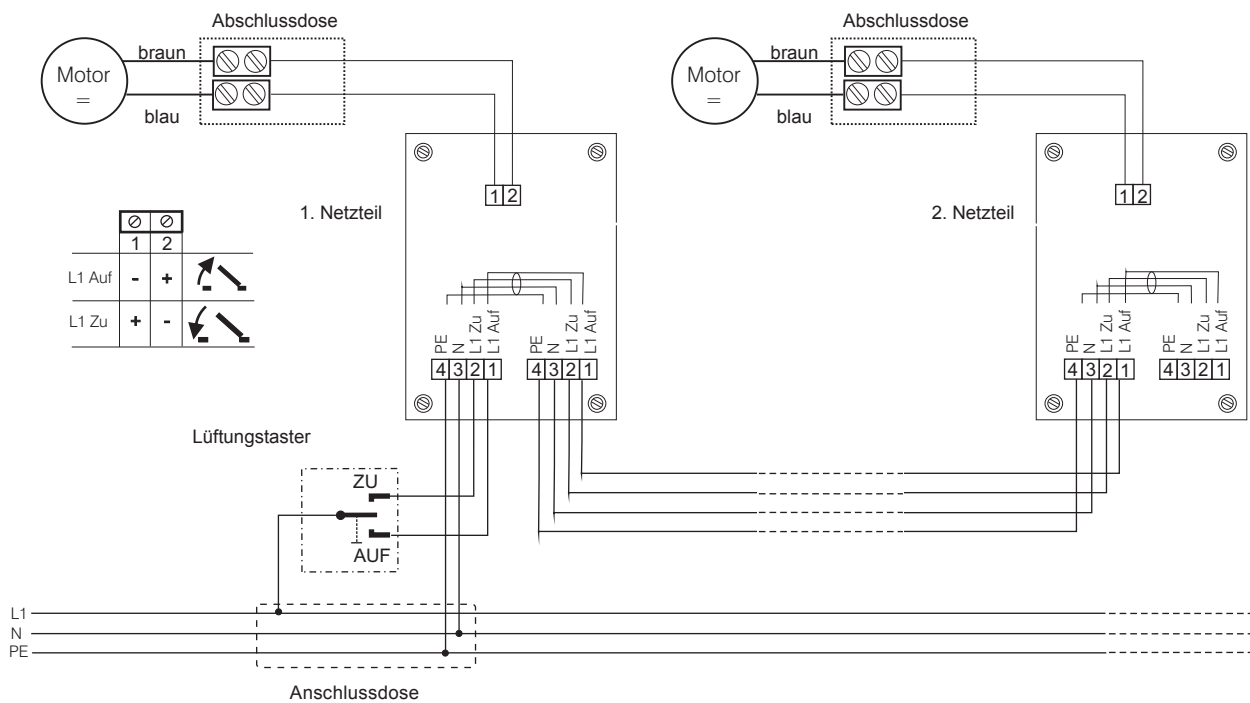 Abschlussdose
Abschlussdose
braun
braun
Motor
=
Motor
=
blau
blau
1 2
1 2
1. Netzteil
2. Netzteil
1 2
L1 Auf - +
L1 Zu + -
PE N L1 Zu L1 Auf
PE N L1 Zu L1 Auf
PE N L1 Zu L1 Auf
PE N L1 Zu L1 Auf
4 3 2 1
4 3 2 1
4 3 2 1
4 3 2 1
Lüftungstaster
ZU
AUF
L1
N
PE
Anschlussdose